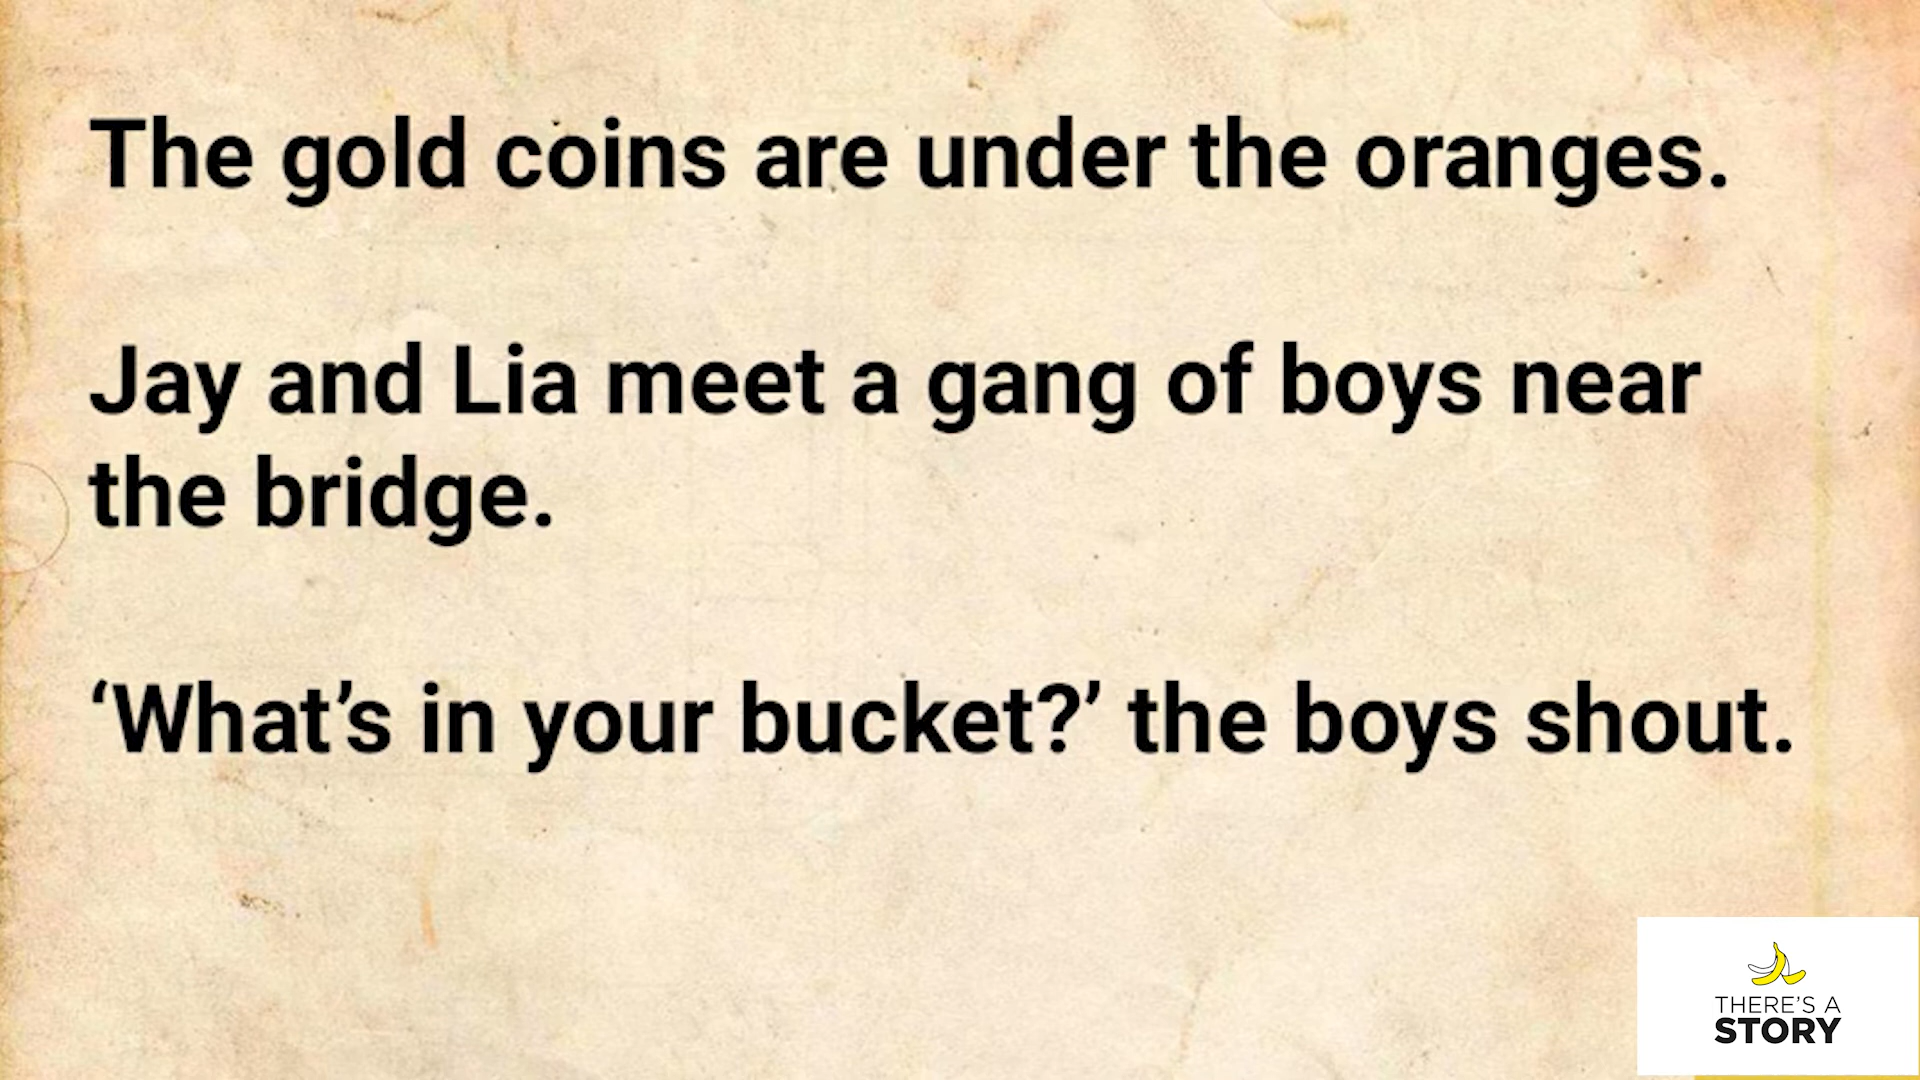 The gold coins are under the oranges.
Jay and Lia meet a gang of boys near
the bridge.
‘What’s in your bucket?’ the boys shout.
THERE'S A
STORY